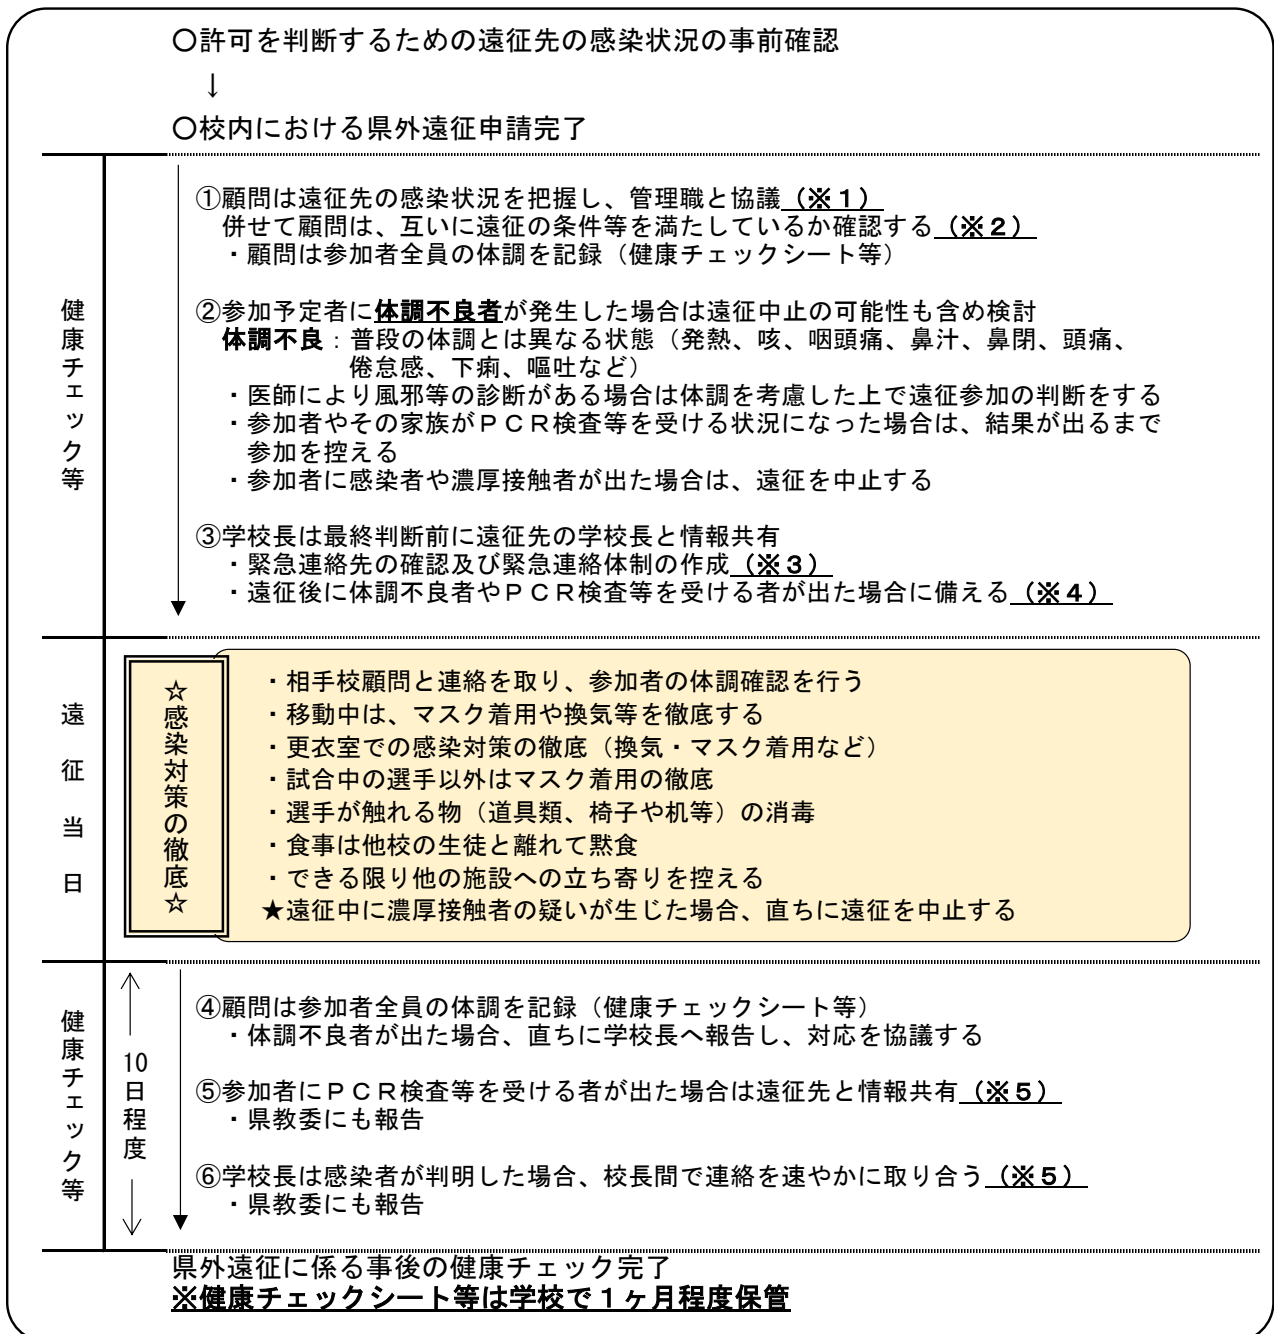 〇許可を判断するための遠征先の感染状況の事前確認
↓
〇校内における県外遠征申請完了
健康チェック等
①顧問は遠征先の感染状況を把握し、管理職と協議（※１）
併せて顧問は、互いに遠征の条件等を満たしているか確認する（※２）
・顧問は参加者全員の体調を記録（健康チェックシート等）
②参加予定者に体調不良者が発生した場合は遠征中止の可能性も含め検討
体調不良：普段の体調とは異なる状態（発熱、咳、咽頭痛、鼻汁、鼻閉、頭痛、
倦怠感、下痢、嘔吐など）
・医師により風邪等の診断がある場合は体調を考慮した上で遠征参加の判断をする
・参加者やその家族がＰＣＲ検査等を受ける状況になった場合は、結果が出るまで
参加を控える
・参加者に感染者や濃厚接触者が出た場合は、遠征を中止する
③学校長は最終判断前に遠征先の学校長と情報共有
・緊急連絡先の確認及び緊急連絡体制の作成（※３）
・遠征後に体調不良者やＰＣＲ検査等を受ける者が出た場合に備える（※４）
遠征当日
☆感染対策の徹底☆
・相手校顧問と連絡を取り、参加者の体調確認を行う
・移動中は、マスク着用や換気等を徹底する
・更衣室での感染対策の徹底（換気・マスク着用など）
・試合中の選手以外はマスク着用の徹底
・選手が触れる物（道具類、椅子や机等）の消毒
・食事は他校の生徒と離れて黙食
・できる限り他の施設への立ち寄りを控える
★遠征中に濃厚接触者の疑いが生じた場合、直ちに遠征を中止する
健康チェック等
10日程度
④顧問は参加者全員の体調を記録（健康チェックシート等）
・体調不良者が出た場合、直ちに学校長へ報告し、対応を協議する
⑤参加者にＰＣＲ検査等を受ける者が出た場合は遠征先と情報共有（※５）
・県教委にも報告
⑥学校長は感染者が判明した場合、校長間で連絡を速やかに取り合う（※５）
・県教委にも報告
県外遠征に係る事後の健康チェック完了
※健康チェックシート等は学校で１ヶ月程度保管